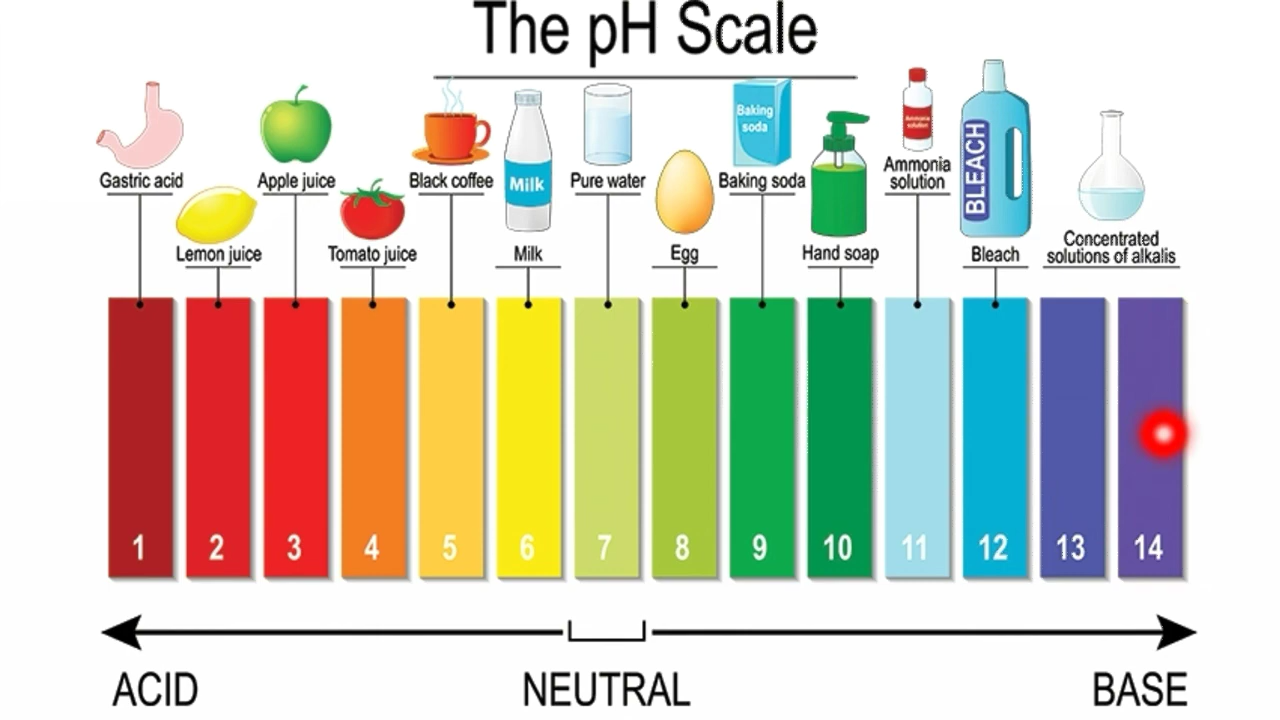 The pH Scale
Gastric acid
Lemon juice
Apple juice
Tomato juice
Black coffee
Milk
Milk
Pure water
Egg
Baking
soda
Baking soda
Hand soap
Ammonia
solution
Ammonia
solution
BLEACH
Bleach
Concentrated
solutions of alkalis
1 2 3 4 5 6 7 8 9 10 11 12 13 14
ACID NEUTRAL BASE